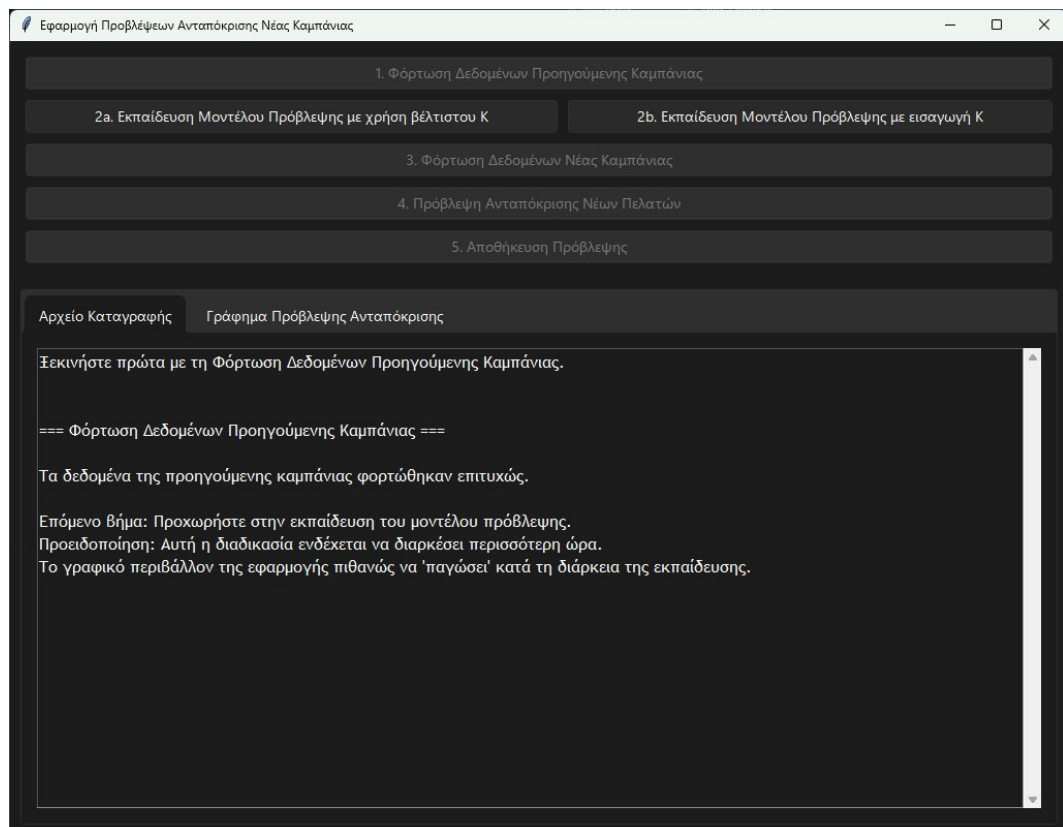 Εφαρμογή Προβλέψεων Ανταπόκρισης Νέας Καμπάνιας
1. Φόρτωση Δεδομένων Προηγούμενης Καμπάνιας
2a. Εκπαίδευση Μοντέλου Πρόβλεψης με χρήση βέλτιστου Κ
2b. Εκπαίδευση Μοντέλου Πρόβλεψης με εισαγωγή Κ
3. Φόρτωση Δεδομένων Νέας Καμπάνιας
4. Πρόβλεψη Ανταπόκρισης Νέων Πελατών
5. Αποθήκευση Πρόβλεψης
Αρχείο Καταγραφής
Γράφημα Πρόβλεψης Ανταπόκρισης
Ξεκινήστε πρώτα με τη Φόρτωση Δεδομένων Προηγούμενης Καμπάνιας.
=== Φόρτωση Δεδομένων Προηγούμενης Καμπάνιας ===
Τα δεδομένα της προηγούμενης καμπάνιας φορτώθηκαν επιτυχώς.
Επόμενο βήμα: Προχωρήστε στην εκπαίδευση του μοντέλου πρόβλεψης.
Προειδοποίηση: Αυτή η διαδικασία ενδέχεται να διαρκέσει περισσότερη ώρα.
Το γραφικό περιβάλλον της εφαρμογής πιθανώς να 'παγώσει' κατά τη διάρκεια της εκπαίδευσης.